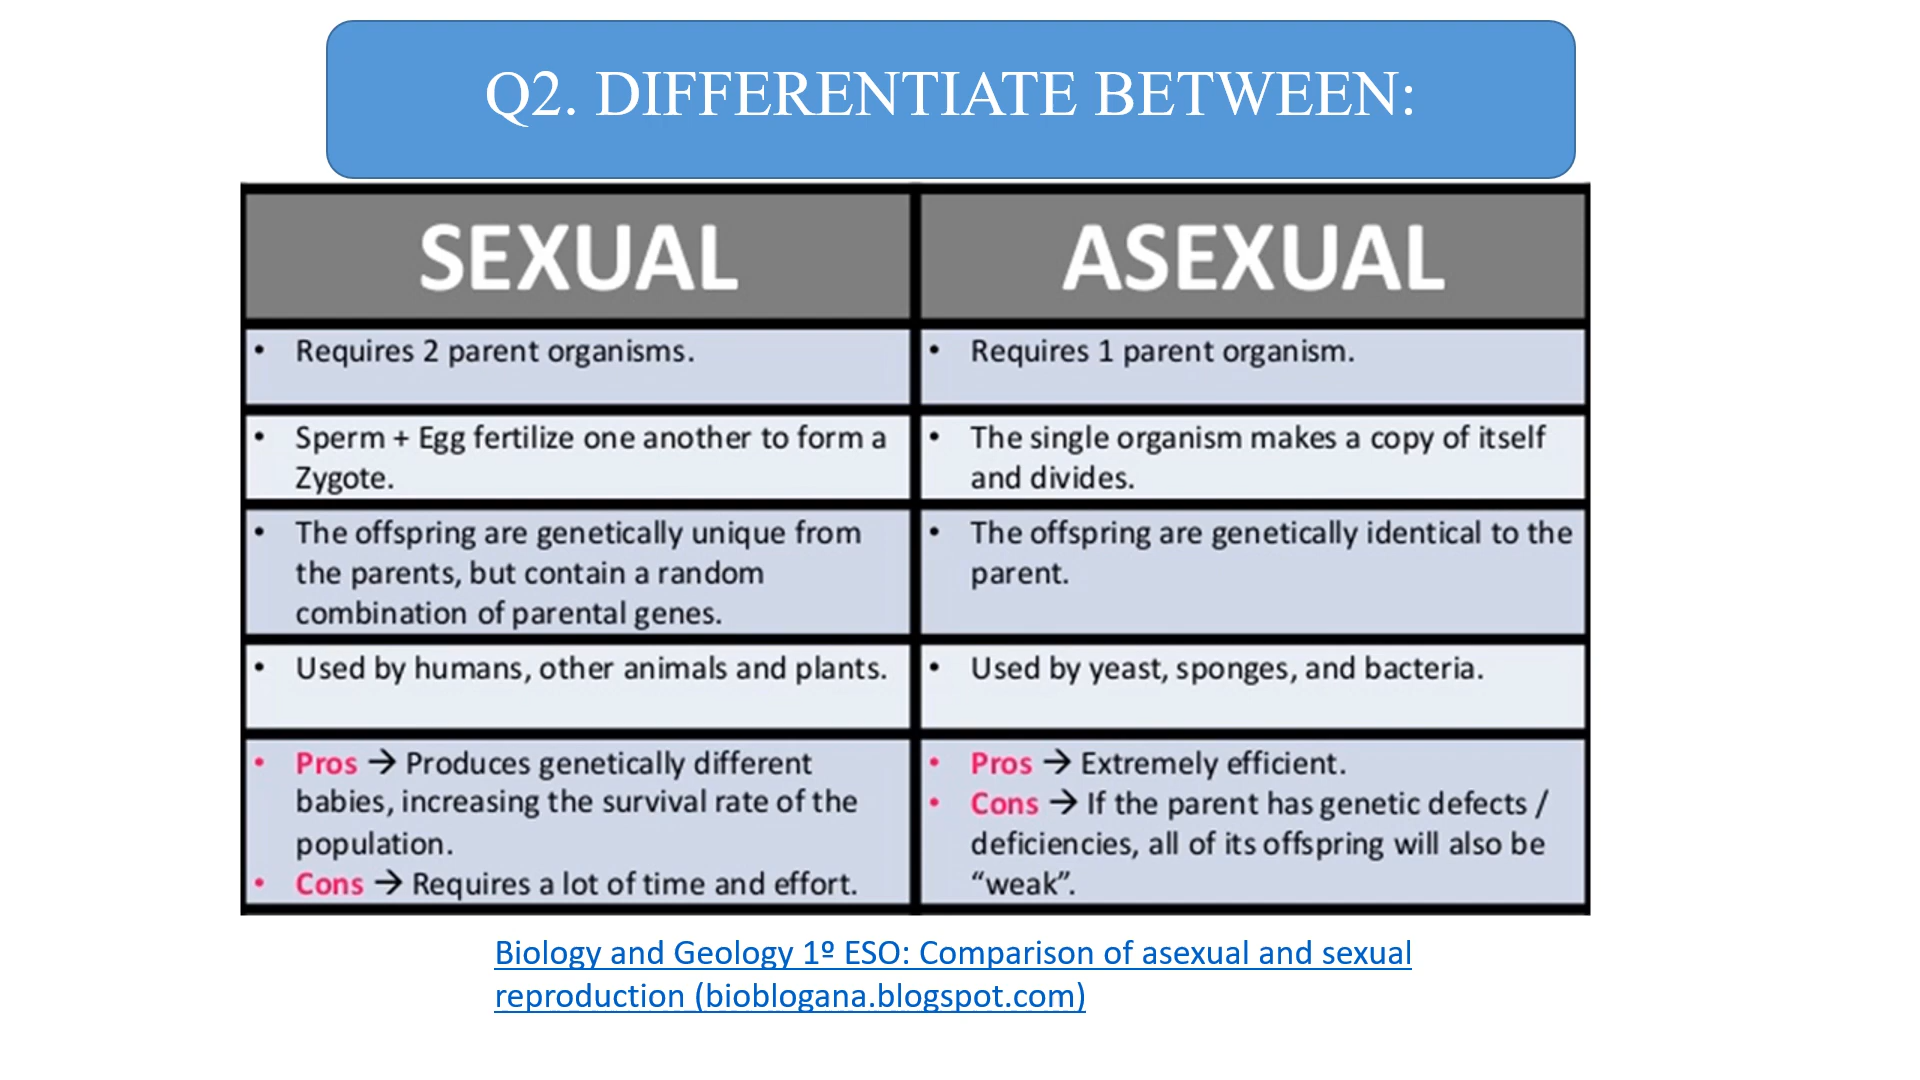 Q2. DIFFERENTIATE BETWEEN:
SEXUAL
ASEXUAL
• Requires 2 parent organisms.
• Requires 1 parent organism.
• Sperm + Egg fertilize one another to form a
Zygote.
• The single organism makes a copy of itself
and divides.
• The offspring are genetically unique from
the parents, but contain a random
combination of parental genes.
• The offspring are genetically identical to the
parent.
• Used by humans, other animals and plants.
• Used by yeast, sponges, and bacteria.
• Pros → Produces genetically different
babies, increasing the survival rate of the
population.
• Cons → Requires a lot of time and effort.
• Pros → Extremely efficient.
• Cons → If the parent has genetic defects /
deficiencies, all of its offspring will also be
“weak”.
Biology and Geology 1º ESO: Comparison of asexual and sexual
reproduction (bioblogana.blogspot.com)